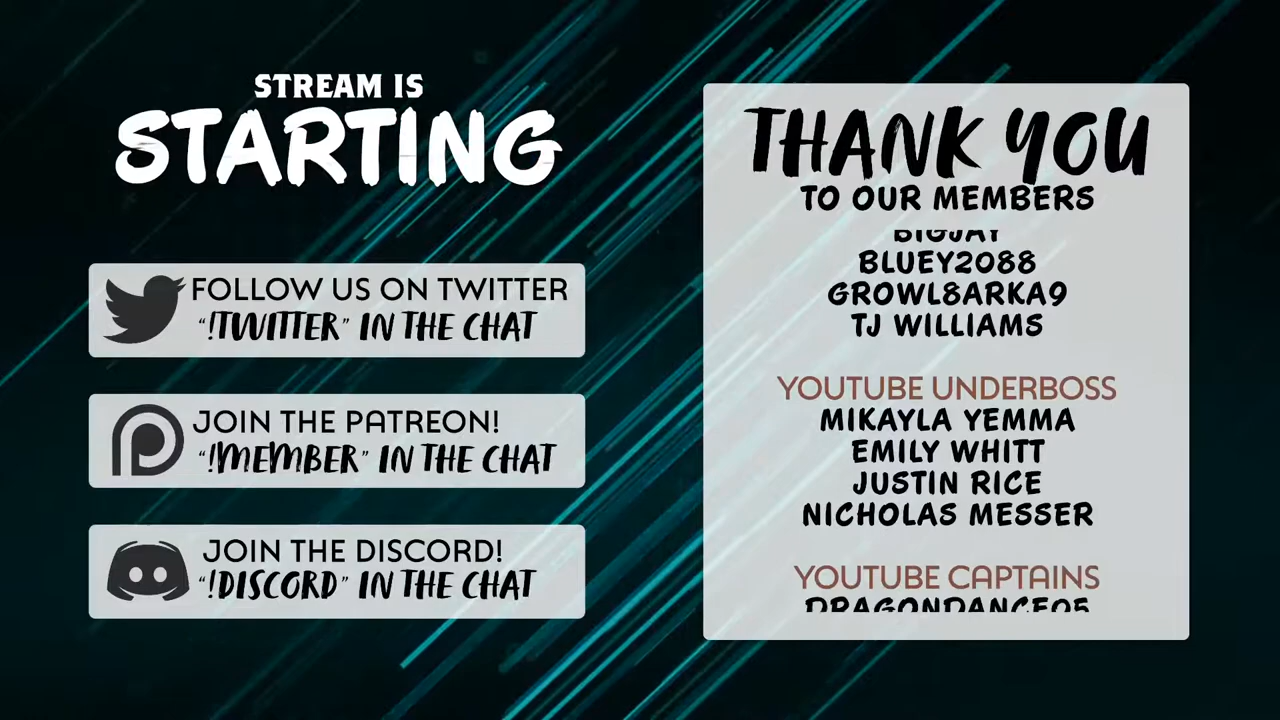 STREAM IS
STARTING
FOLLOW US ON TWITTER
“!TWITTER” IN THE CHAT
JOIN THE PATREON!
“!MEMBER” IN THE CHAT
JOIN THE DISCORD!
“!DISCORD” IN THE CHAT
THANK YOU
TO OUR MEMBERS
BIGJAY
BLUEY2088
GROWL8ARKA9
TJ WILLIAMS
YOUTUBE UNDERBOSS
MIKAYLA YEMMA
EMILY WHITT
JUSTIN RICE
NICHOLAS MESSER
YOUTUBE CAPTAINS